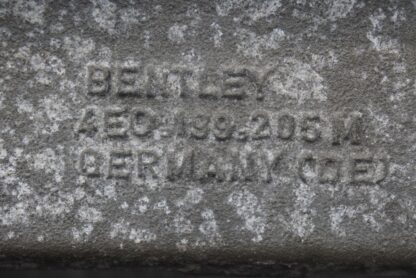 BENTLEY
4E0.199.205 M
GERMANY (DE)